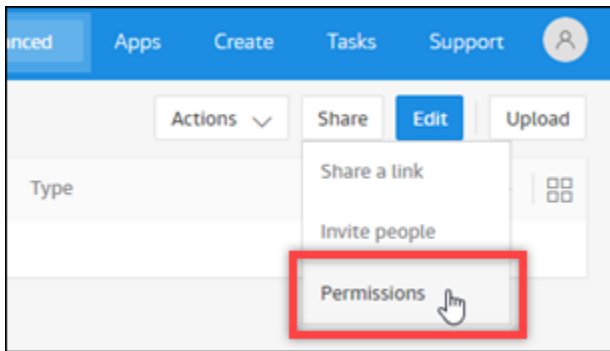 nced Apps Create Tasks Support
Actions Share Edit Upload
Share a link
Type
Invite people
Permissions